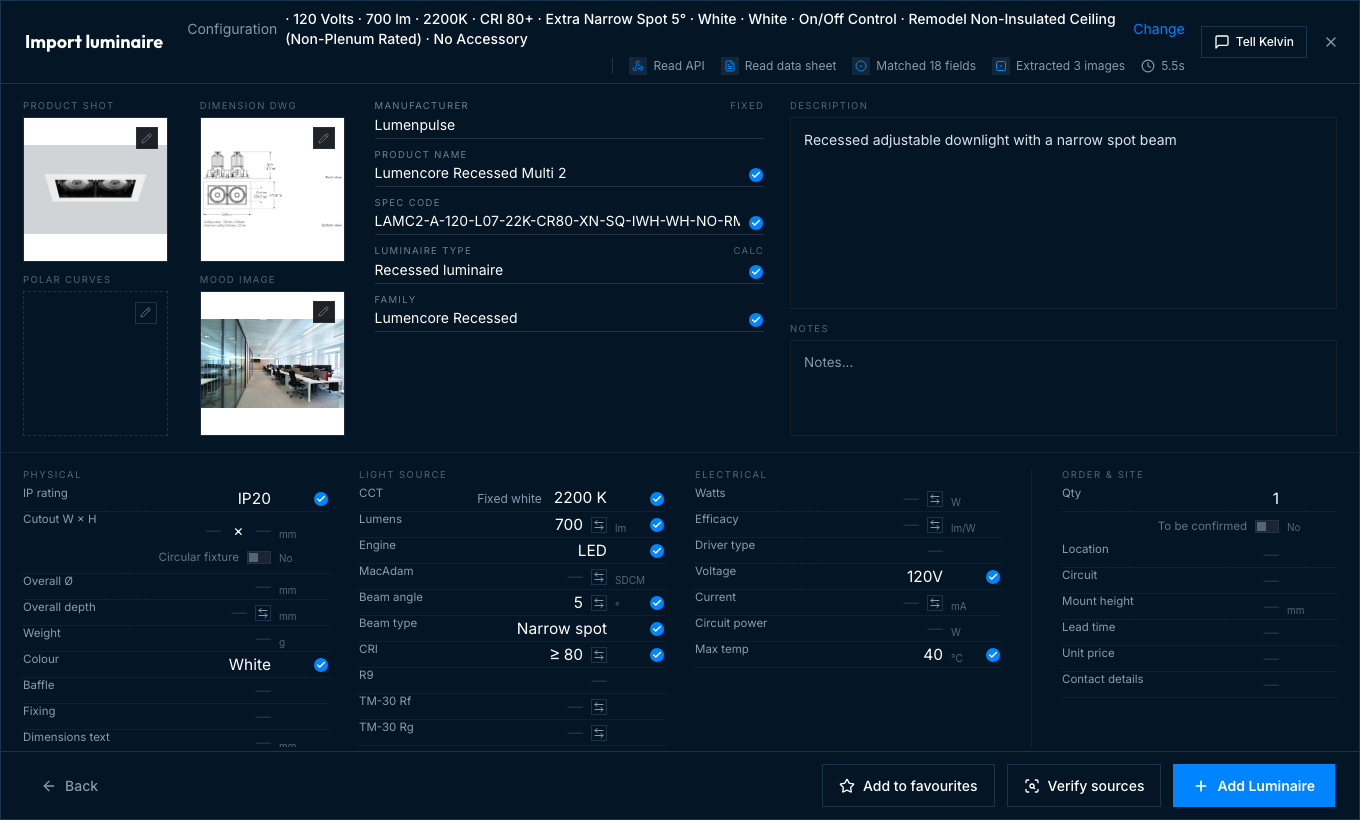 Import luminaire
Configuration
· 120 Volts · 700 lm · 2200K · CRI 80+ · Extra Narrow Spot 5° · White · White · On/Off Control · Remodel Non-Insulated Ceiling
(Non-Plenum Rated) · No Accessory
Change
Tell Kelvin
Read API
Read data sheet
Matched 18 fields
Extracted 3 images
5.5s
PRODUCT SHOT
DIMENSION DWG
POLAR CURVES
MOOD IMAGE
MANUFACTURER FIXED
Lumenpulse
PRODUCT NAME
Lumencore Recessed Multi 2
SPEC CODE
LAMC2-A-120-L07-22K-CR80-XN-SQ-IWH-WH-NO-RN
LUMINAIRE TYPE CALC
Recessed luminaire
FAMILY
Lumencore Recessed
DESCRIPTION
Recessed adjustable downlight with a narrow spot beam
NOTES
Notes...
PHYSICAL
IP rating IP20
Cutout W × H — × — mm
Circular fixture No
Overall Ø — mm
Overall depth — mm
Weight — g
Colour White
Baffle —
Fixing —
Dimensions text — mm
LIGHT SOURCE
CCT Fixed white 2200 K
Lumens 700 lm
Engine LED
MacAdam — SDCM
Beam angle 5 °
Beam type Narrow spot
CRI ≥ 80
R9 —
TM-30 Rf —
TM-30 Rg —
ELECTRICAL
Watts — W
Efficacy — lm/W
Driver type —
Voltage 120V
Current — mA
Circuit power — W
Max temp 40 °C
ORDER & SITE
Qty 1
To be confirmed No
Location —
Circuit —
Mount height — mm
Lead time —
Unit price —
Contact details —
Back
Add to favourites
Verify sources
Add Luminaire